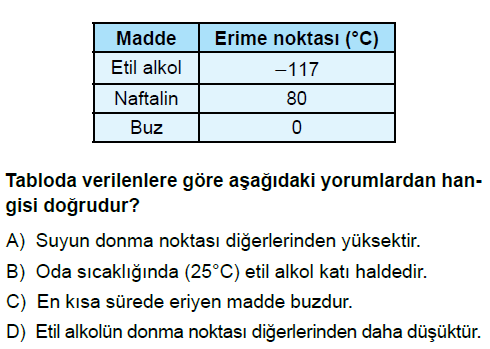 Madde Erime noktası (°C)
Etil alkol −117
Naftalin 80
Buz 0
Tabloda verilenlere göre aşağıdaki yorumlardan han-
gisi doğrudur?
A) Suyun donma noktası diğerlerinden yüksektir.
B) Oda sıcaklığında (25°C) etil alkol katı haldedir.
C) En kısa sürede eriyen madde buzdur.
D) Etil alkolün donma noktası diğerlerinden daha düşüktür.